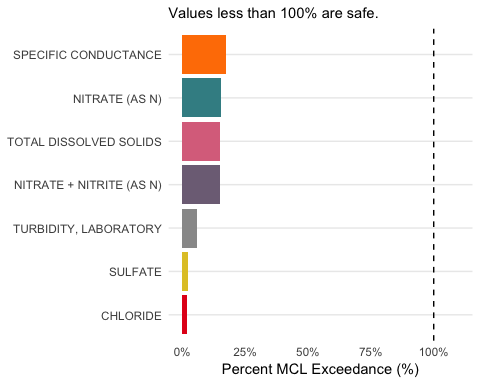 Values less than 100% are safe.
SPECIFIC CONDUCTANCE
NITRATE (AS N)
TOTAL DISSOLVED SOLIDS
NITRATE + NITRITE (AS N)
TURBIDITY, LABORATORY
SULFATE
CHLORIDE
0% 25% 50% 75% 100%
Percent MCL Exceedance (%)